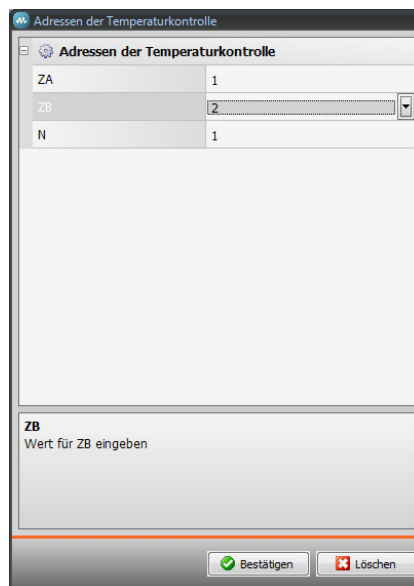 Adressen der Temperaturkontrolle
Adressen der Temperaturkontrolle
ZA 1
ZB 2
N 1
ZB
Wert für ZB eingeben
Bestätigen Löschen